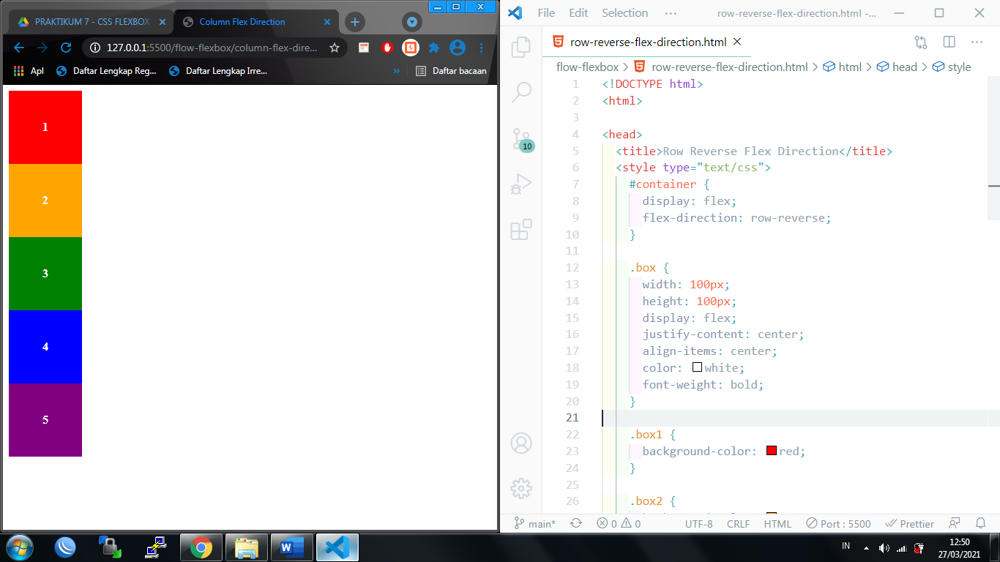 PRAKTIKUM 7 - CSS FLEXBOX
Column Flex Direction
127.0.0.1:5500/flow-flexbox/column-flex-dire...
Apl
Daftar Lengkap Reg...
Daftar Lengkap Irre...
»
Daftar bacaan
1
2
3
4
5
File Edit Selection ···
row-reverse-flex-direction.html -...
row-reverse-flex-direction.html
flow-flexbox > row-reverse-flex-direction.html > html > head > style
10
1 <!DOCTYPE html>
2 <html>
3
4 <head>
5 <title>Row Reverse Flex Direction</title>
6 <style type="text/css">
7 #container {
8 display: flex;
9 flex-direction: row-reverse;
10 }
11
12 .box {
13 width: 100px;
14 height: 100px;
15 display: flex;
16 justify-content: center;
17 align-items: center;
18 color: white;
19 font-weight: bold;
20 }
21
22 .box1 {
23 background-color: red;
24 }
25
26 .box2 {
main* 0 0 UTF-8 CRLF HTML Port : 5500 Prettier
IN
12:50
27/03/2021